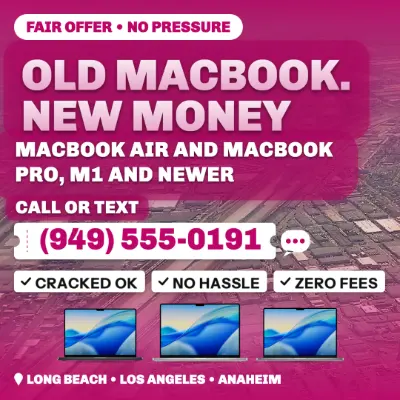 FAIR OFFER • NO PRESSURE
OLD MACBOOK.
NEW MONEY
MACBOOK AIR AND MACBOOK
PRO, M1 AND NEWER
CALL OR TEXT
(949) 555-0191
✓ CRACKED OK ✓ NO HASSLE ✓ ZERO FEES
LONG BEACH • LOS ANGELES • ANAHEIM